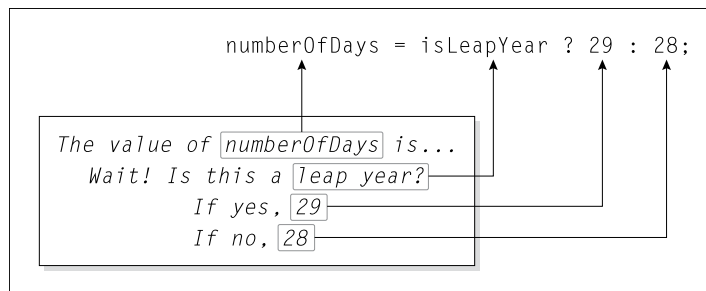 numberOfDays = isLeapYear ? 29 : 28;
The value of numberOfDays is...
Wait! Is this a leap year?
If yes, 29
If no, 28